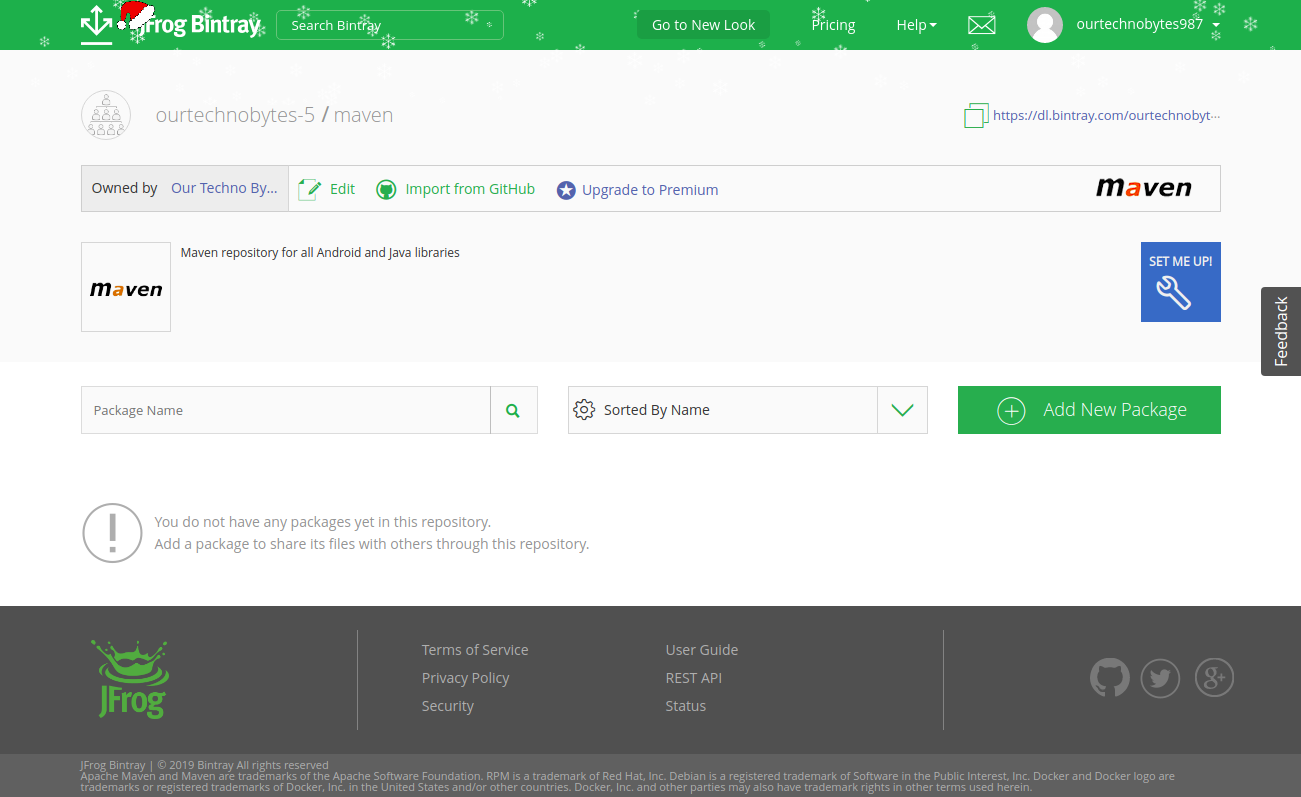 JFrog Bintray
Search Bintray
Go to New Look
Pricing
Help
ourtechnobytes987
ourtechnobytes-5 / maven
https://dl.bintray.com/ourtechnobyt···
Owned by Our Techno By...
Edit
Import from GitHub
Upgrade to Premium
maven
maven
Maven repository for all Android and Java libraries
SET ME UP!
Feedback
Package Name
Sorted By Name
Add New Package
You do not have any packages yet in this repository.
Add a package to share its files with others through this repository.
JFrog
Terms of Service
Privacy Policy
Security
User Guide
REST API
Status
g+
JFrog Bintray | © 2019 Bintray All rights reserved
Apache Maven and Maven are trademarks of the Apache Software Foundation. RPM is a trademark of Red Hat, Inc. Debian is a registered trademark of Software in the Public Interest, Inc. Docker and Docker logo are
trademarks or registered trademarks of Docker, Inc. in the United States and/or other countries. Docker, Inc. and other parties may also have trademark rights in other terms used herein.